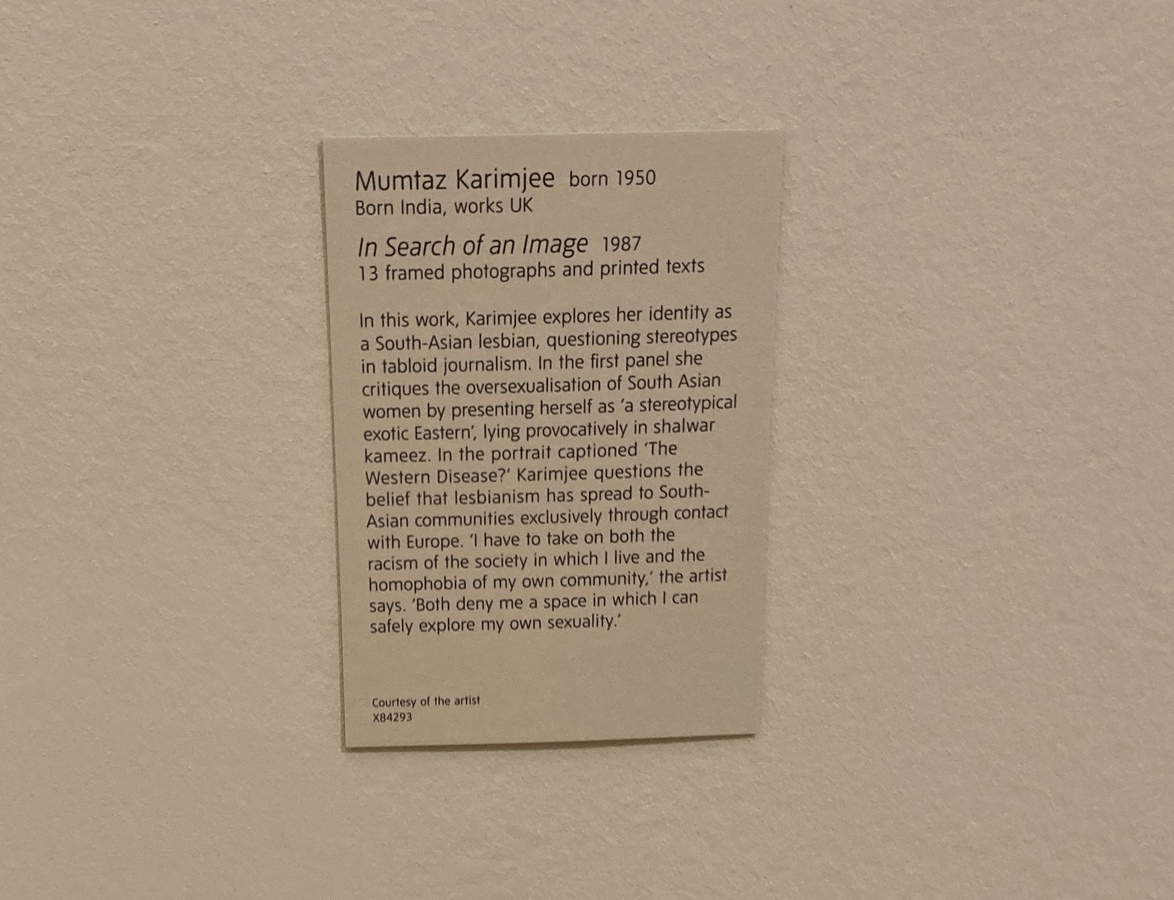 Mumtaz Karimjee born 1950
Born India, works UK
In Search of an Image 1987
13 framed photographs and printed texts
In this work, Karimjee explores her identity as
a South-Asian lesbian, questioning stereotypes
in tabloid journalism. In the first panel she
critiques the oversexualisation of South Asian
women by presenting herself as ‘a stereotypical
exotic Eastern’, lying provocatively in shalwar
kameez. In the portrait captioned ‘The
Western Disease?’ Karimjee questions the
belief that lesbianism has spread to South-
Asian communities exclusively through contact
with Europe. ‘I have to take on both the
racism of the society in which I live and the
homophobia of my own community,’ the artist
says. ‘Both deny me a space in which I can
safely explore my own sexuality.’
Courtesy of the artist
X84293